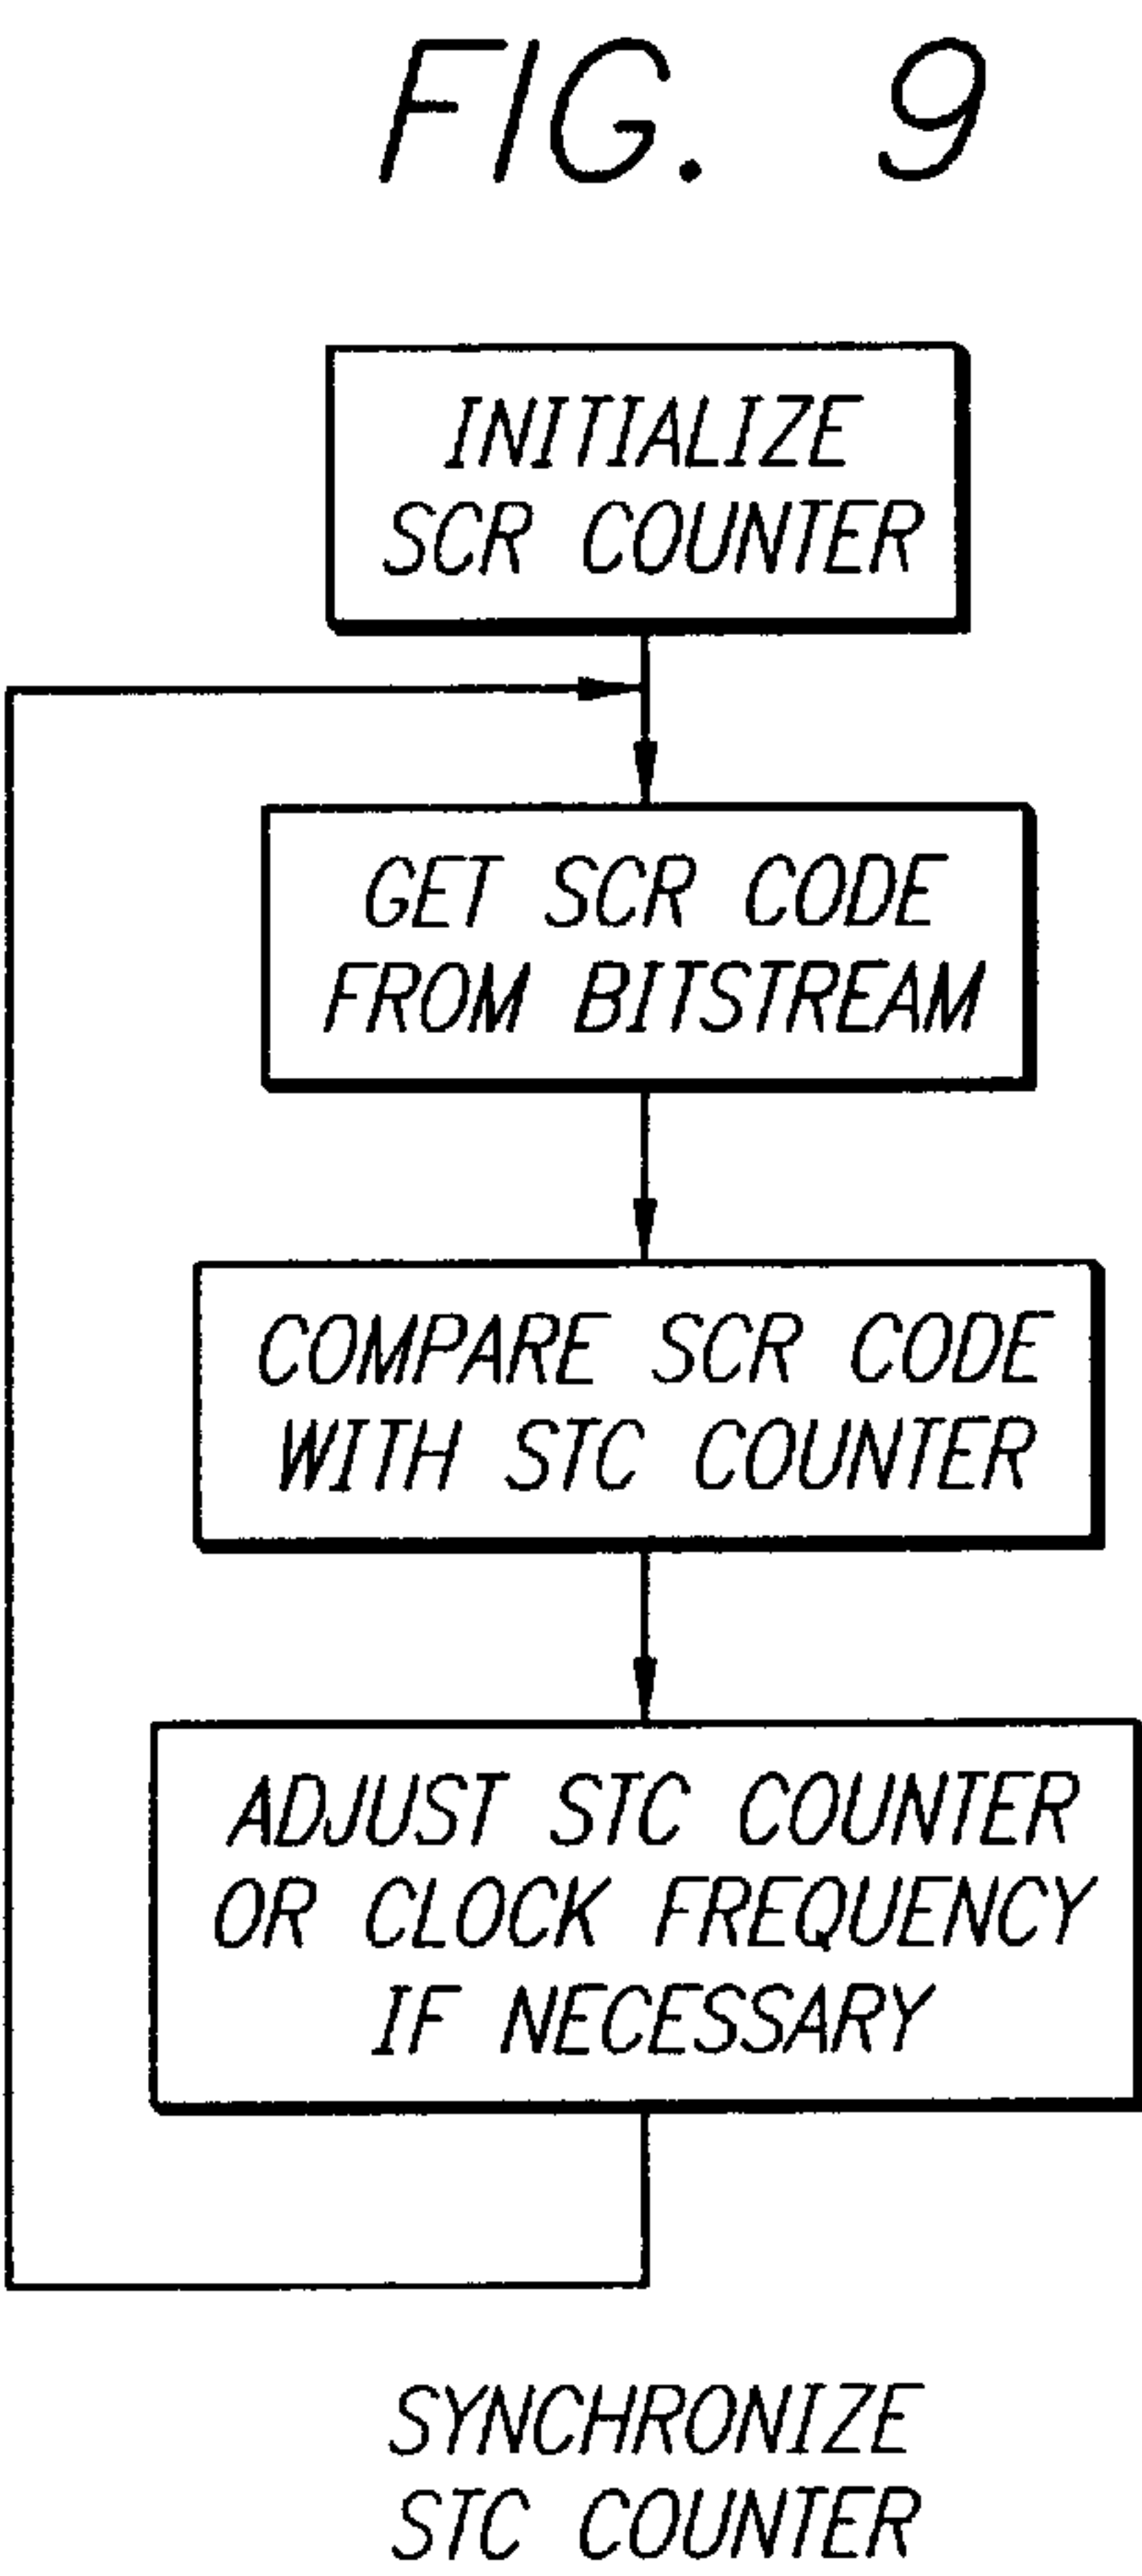 FIG. 9
INITIALIZE
SCR COUNTER
GET SCR CODE
FROM BITSTREAM
COMPARE SCR CODE
WITH STC COUNTER
ADJUST STC COUNTER
OR CLOCK FREQUENCY
IF NECESSARY
SYNCHRONIZE
STC COUNTER